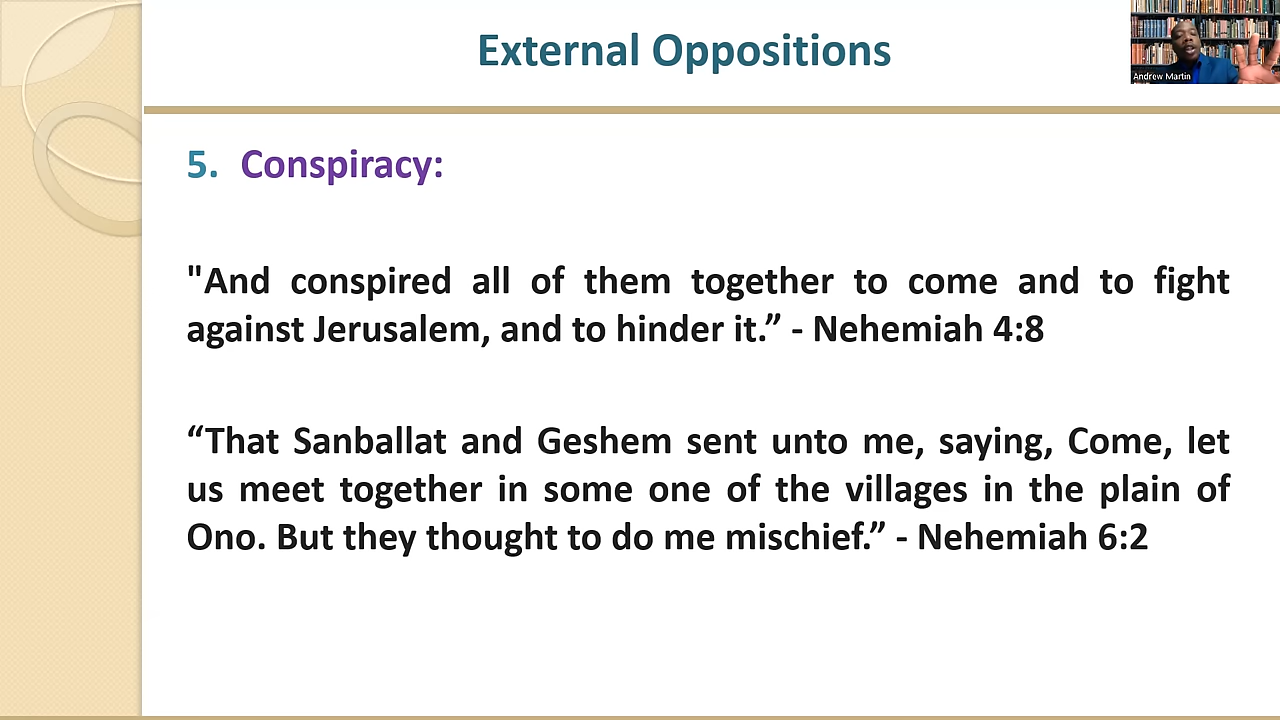 External Oppositions
Andrew Martin
5. Conspiracy:
"And conspired all of them together to come and to fight
against Jerusalem, and to hinder it.” - Nehemiah 4:8
“That Sanballat and Geshem sent unto me, saying, Come, let
us meet together in some one of the villages in the plain of
Ono. But they thought to do me mischief.” - Nehemiah 6:2